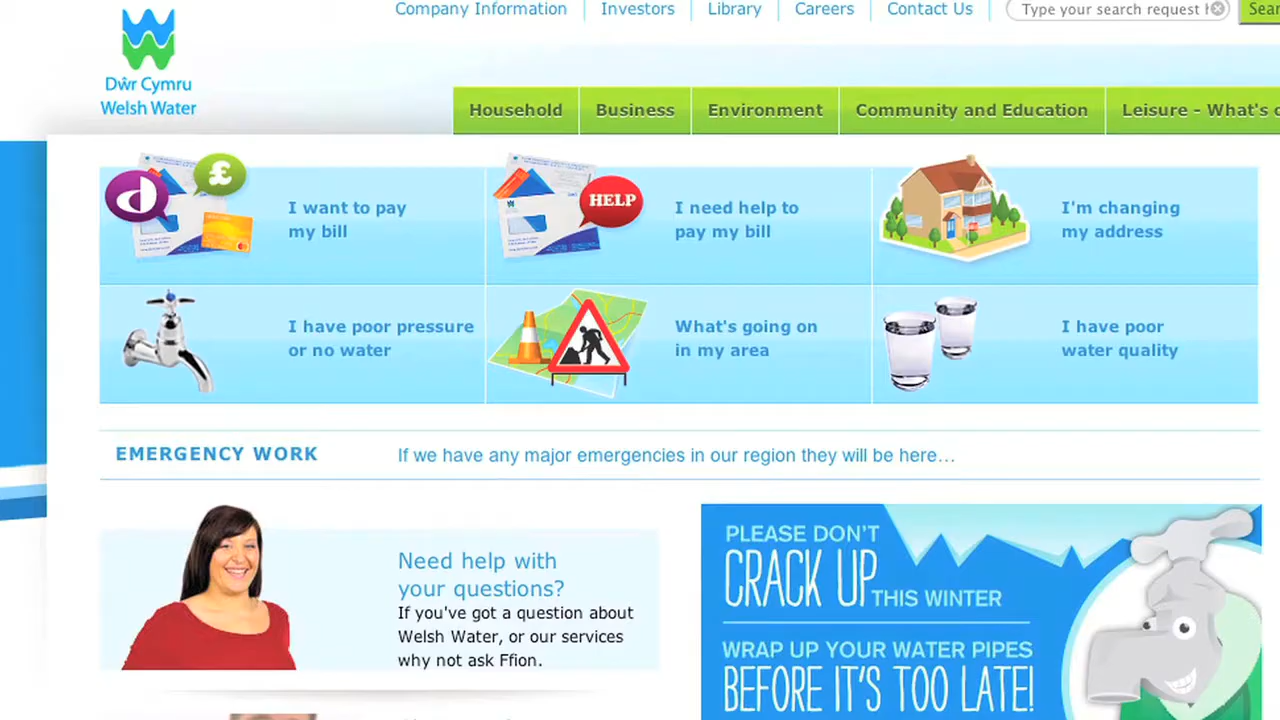 Company Information
Investors
Library
Careers
Contact Us
Type your search request
Sear
Dŵr Cymru
Welsh Water
Household
Business
Environment
Community and Education
Leisure - What's
d
£
I want to pay
my bill
HELP
I need help to
pay my bill
I'm changing
my address
I have poor pressure
or no water
What's going on
in my area
I have poor
water quality
EMERGENCY WORK
If we have any major emergencies in our region they will be here...
Need help with
your questions?
If you've got a question about
Welsh Water, or our services
why not ask Ffion.
PLEASE DON'T
CRACK UP
THIS WINTER
WRAP UP YOUR WATER PIPES
BEFORE IT'S TOO LATE!